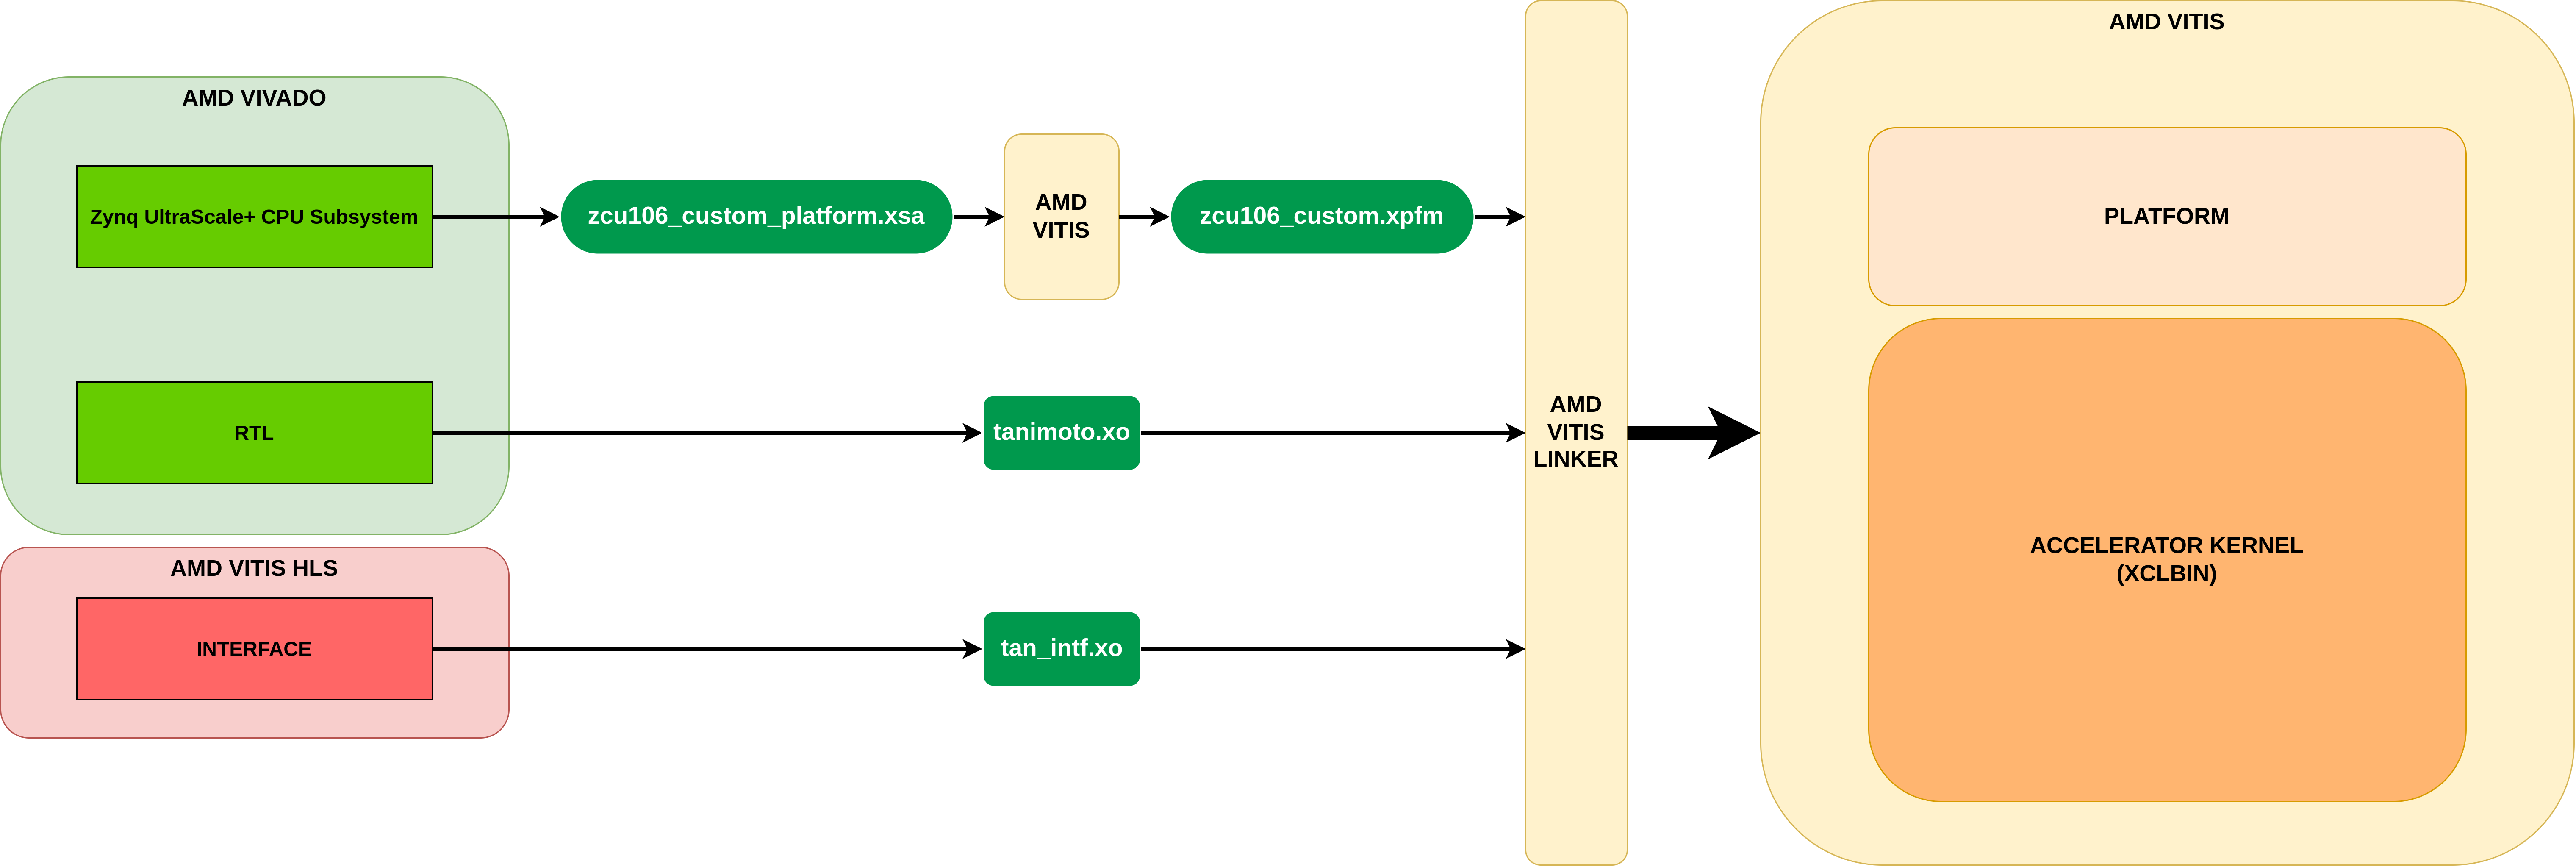 AMD VIVADO
Zynq UltraScale+ CPU Subsystem
RTL
AMD VITIS HLS
INTERFACE
zcu106_custom_platform.xsa
AMD
VITIS
zcu106_custom.xpfm
tanimoto.xo
tan_intf.xo
AMD
VITIS
LINKER
AMD VITIS
PLATFORM
ACCELERATOR KERNEL
(XCLBIN)